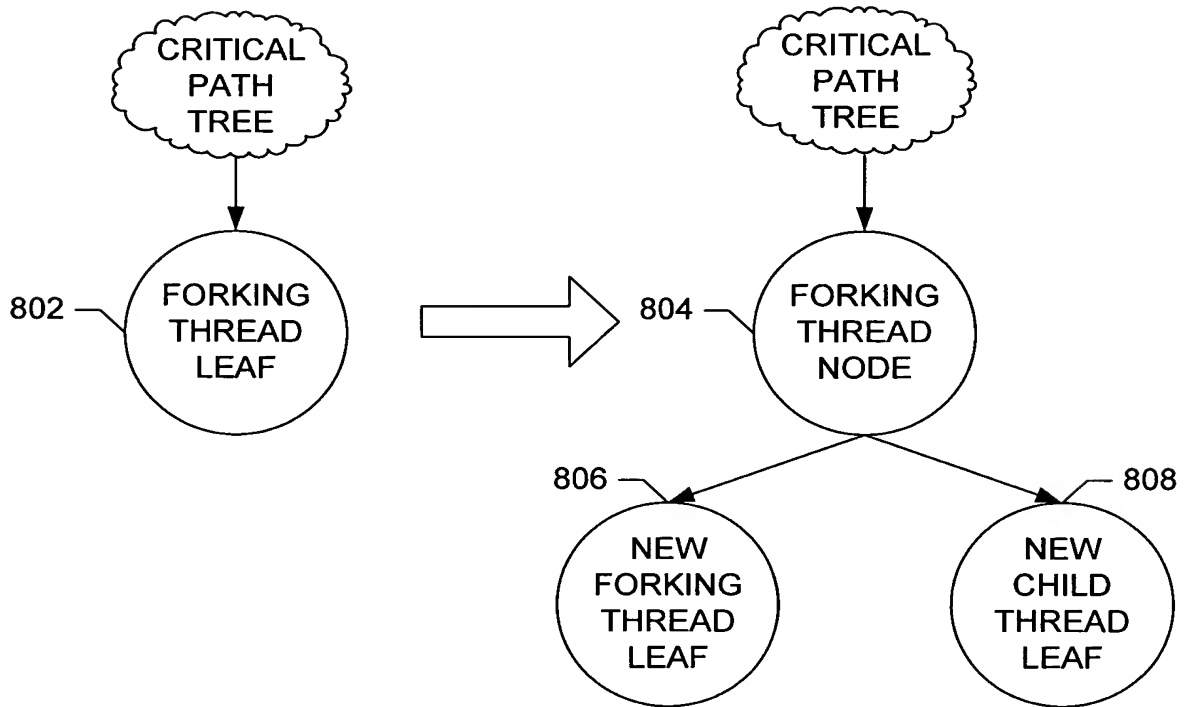 CRITICAL
PATH
TREE
802
FORKING
THREAD
LEAF
CRITICAL
PATH
TREE
804
FORKING
THREAD
NODE
806
NEW
FORKING
THREAD
LEAF
808
NEW
CHILD
THREAD
LEAF